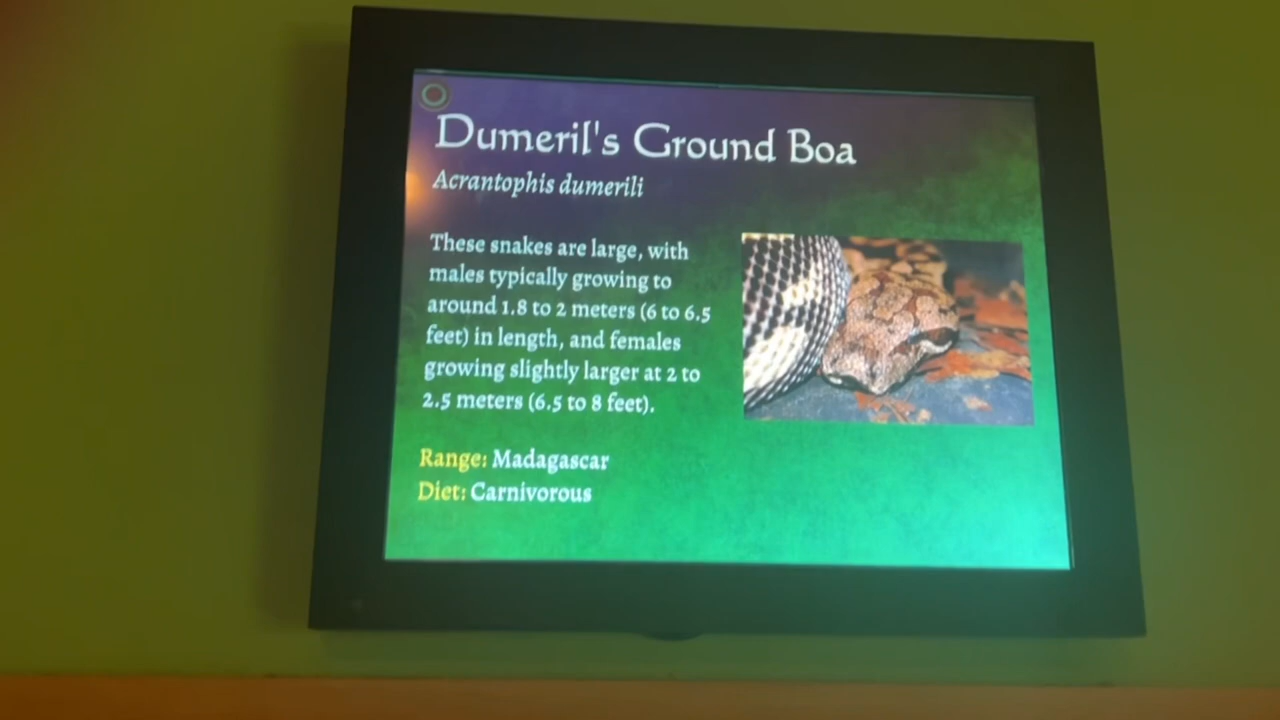 Dumeril's Ground Boa
Acrantophis dumerili
These snakes are large, with
males typically growing to
around 1.8 to 2 meters (6 to 6.5
feet) in length, and females
growing slightly larger at 2 to
2.5 meters (6.5 to 8 feet).
Range: Madagascar
Diet: Carnivorous